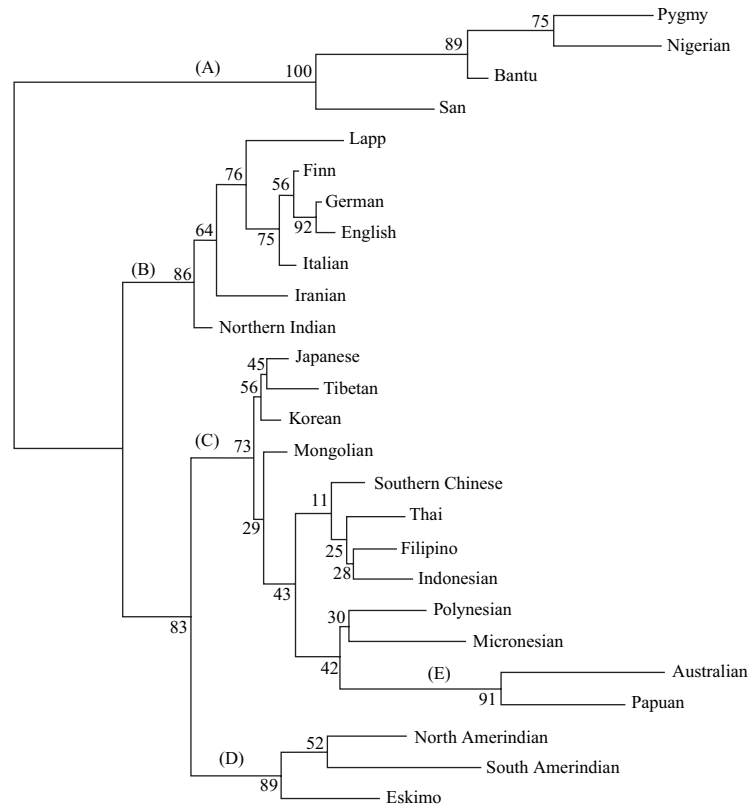 Pygmy
75
Nigerian
89
(A)
100
Bantu
San
Lapp
76
Finn
56
German
92
English
64
75
Italian
(B)
86
Iranian
Northern Indian
Japanese
45
Tibetan
56
Korean
(C)
73
Mongolian
Southern Chinese
11
Thai
29
25
Filipino
28
Indonesian
43
Polynesian
30
Micronesian
83
42
(E)
Australian
91
Papuan
North Amerindian
52
(D)
South Amerindian
89
Eskimo